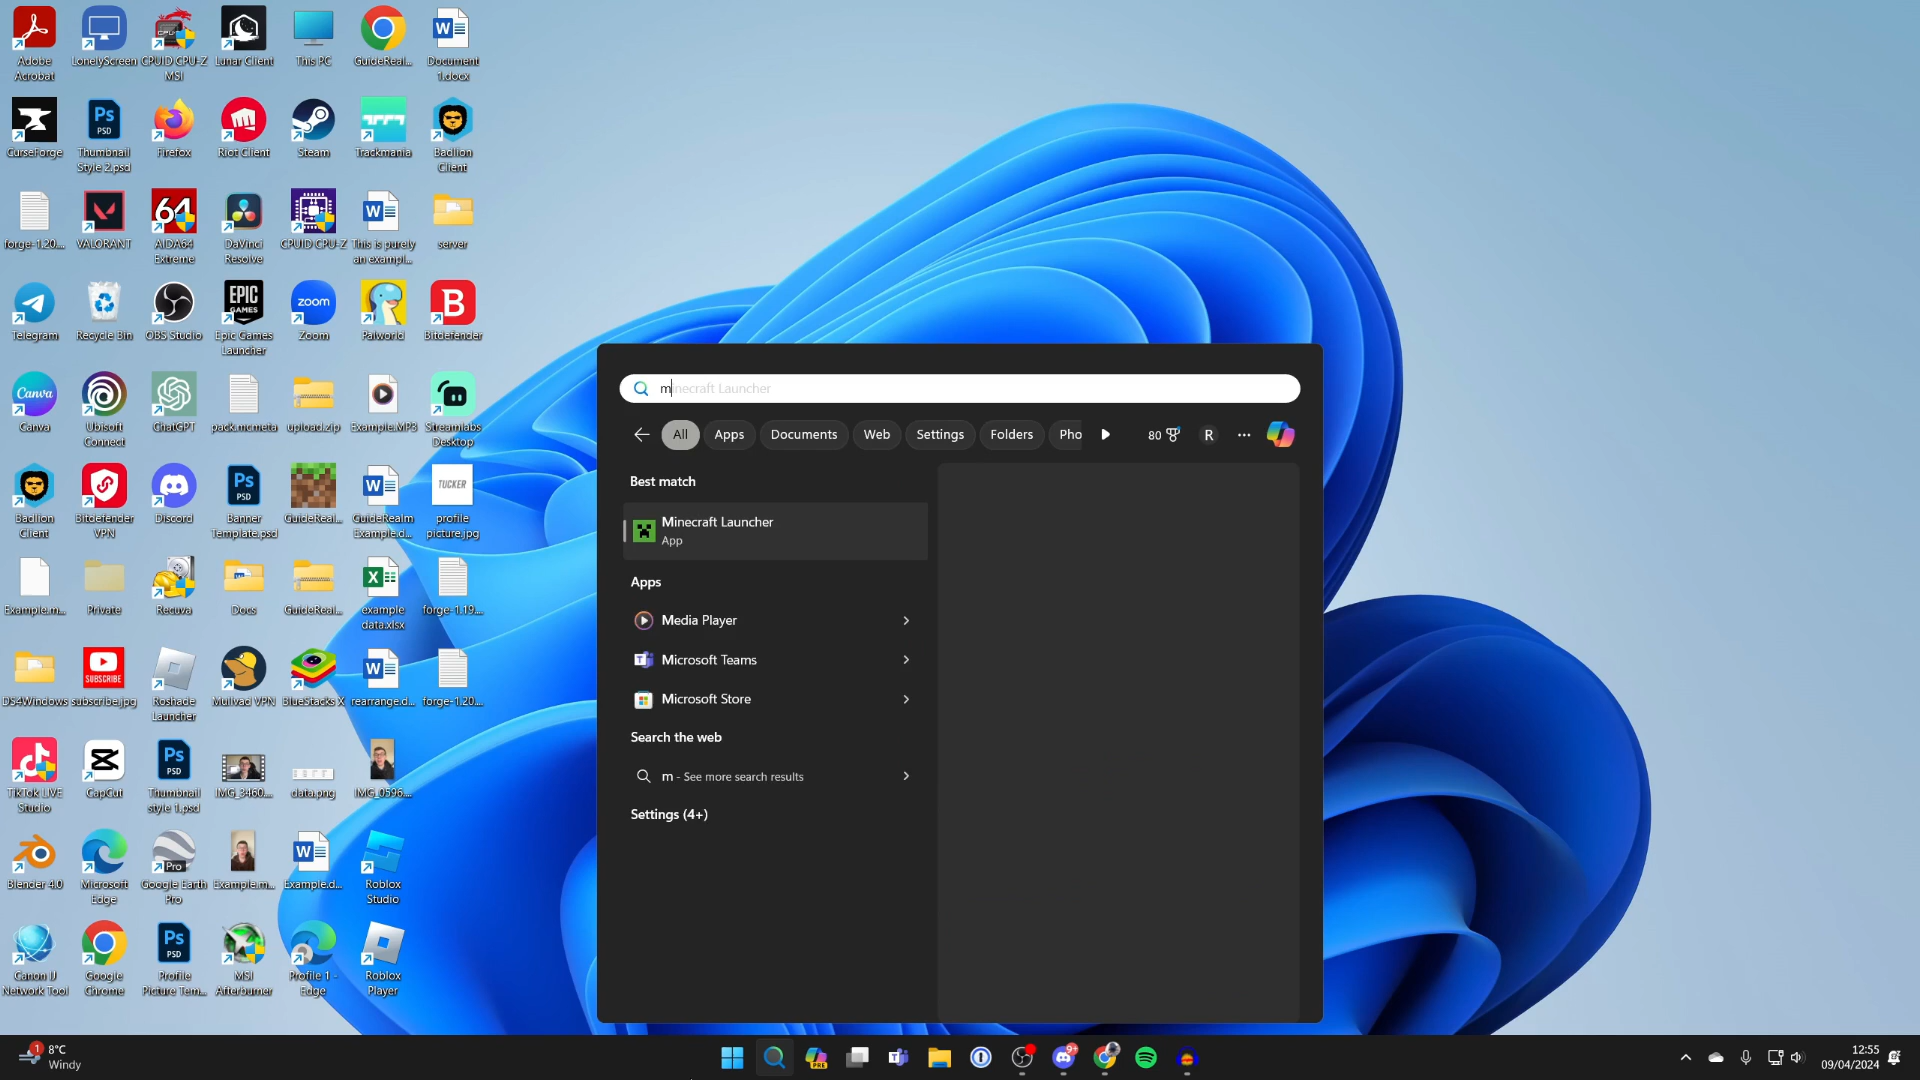 Adobe
Acrobat
LonelyScreen
CPUID CPU-Z
MSI
Lunar Client
This PC
GuideReal...
Document
1.docx
CurseForge
Thumbnail
Style 2.psd
Firefox
Riot Client
Steam
Trackmania
Badlion
Client
forge-1.20...
VALORANT
AIDA64
Extreme
DaVinci
Resolve
CPUID CPU-Z
This is purely
an exampl...
server
Telegram
Recycle Bin
OBS Studio
Epic Games
Launcher
Zoom
Palworld
Bitdefender
Canva
Ubisoft
Connect
ChatGPT
pack.mcmeta
upload.zip
Example.MP3
Streamlabs
Desktop
Badlion
Client
Bitdefender
VPN
Discord
Banner
Template.psd
GuideReal...
GuideRealm
Example.d...
TUCKER
profile
picture.jpg
Example.m...
Private
Recuva
Docs
GuideReal...
example
data.xlsx
forge-1.19...
DS4Windows
SUBSCRIBE
subscribe.jpg
Roshade
Launcher
Mullvad VPN
BlueStacks X
rearrange.d...
forge-1.20...
TikTok LIVE
Studio
CapCut
Thumbnail
style 1.psd
IMG_3460...
data.png
IMG_0596...
Blender 4.0
Microsoft
Edge
Google Earth
Pro
Example.m...
Example.d...
Roblox
Studio
Canon IJ
Network Tool
Google
Chrome
Profile
Picture Tem...
MSI
Afterburner
Profile 1 -
Edge
Roblox
Player
minecraft Launcher
All Apps Documents Web Settings Folders Pho 80 R
Best match
Minecraft Launcher
App
Apps
Media Player
Microsoft Teams
Microsoft Store
Search the web
m - See more search results
Settings (4+)
1
8°C
Windy
PRE
9+
12:55
09/04/2024